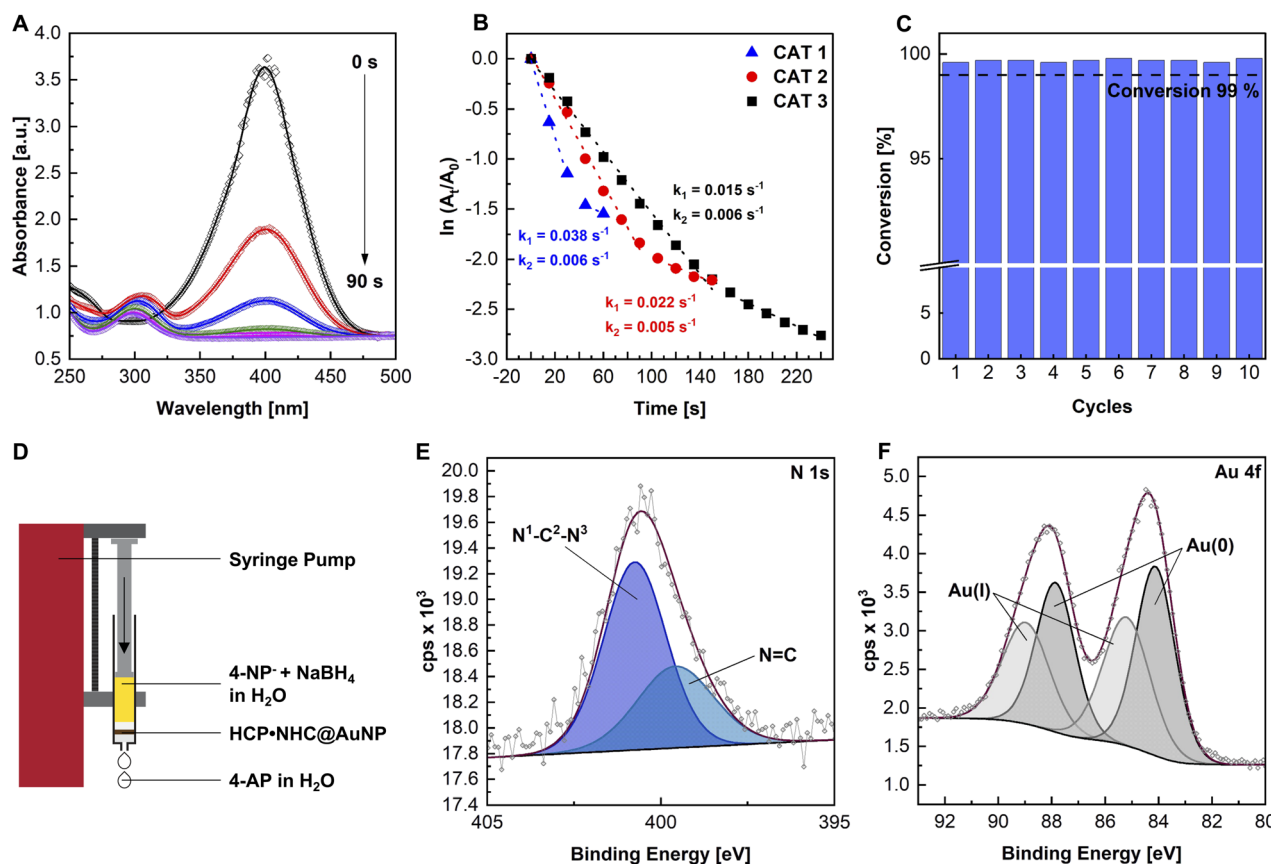 A
Absorbance [a.u.]
4.0
3.5
3.0
2.5
2.0
1.5
1.0
0.5
0 s
90 s
250 300 350 400 450 500
Wavelength [nm]
B
ln (Aₜ/A₀)
0.0
-0.5
-1.0
-1.5
-2.0
-2.5
-3.0
CAT 1
CAT 2
CAT 3
k₁ = 0.015 s⁻¹
k₂ = 0.006 s⁻¹
k₁ = 0.038 s⁻¹
k₂ = 0.006 s⁻¹
k₁ = 0.022 s⁻¹
k₂ = 0.005 s⁻¹
-20 20 60 100 140 180 220
Time [s]
C
Conversion [%]
100
95
5
0
Conversion 99 %
1 2 3 4 5 6 7 8 9 10
Cycles
D
Syringe Pump
4-NP⁻ + NaBH₄
in H₂O
HCP•NHC@AuNP
4-AP in H₂O
E
N 1s
cps x 10³
20.0
19.8
19.6
19.4
19.2
19.0
18.8
18.6
18.4
18.2
18.0
17.8
17.6
17.4
N¹-C²-N³
N=C
405 400 395
Binding Energy [eV]
F
Au 4f
cps x 10³
5.0
4.5
4.0
3.5
3.0
2.5
1.9
1.5
1.0
Au(I)
Au(0)
92 90 88 86 84 82 80
Binding Energy [eV]